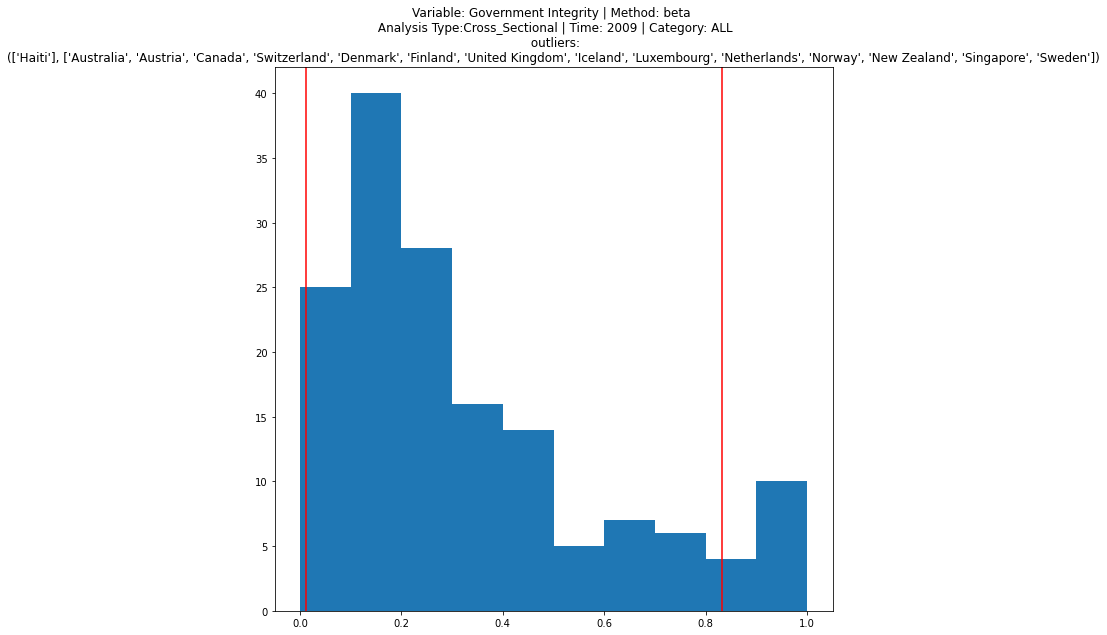 Variable: Government Integrity | Method: beta
Analysis Type:Cross_Sectional | Time: 2009 | Category: ALL
outliers:
(['Haiti'], ['Australia', 'Austria', 'Canada', 'Switzerland', 'Denmark', 'Finland', 'United Kingdom', 'Iceland', 'Luxembourg', 'Netherlands', 'Norway', 'New Zealand', 'Singapore', 'Sweden'])
40
35
30
25
20
15
10
5
0
0.0 0.2 0.4 0.6 0.8 1.0